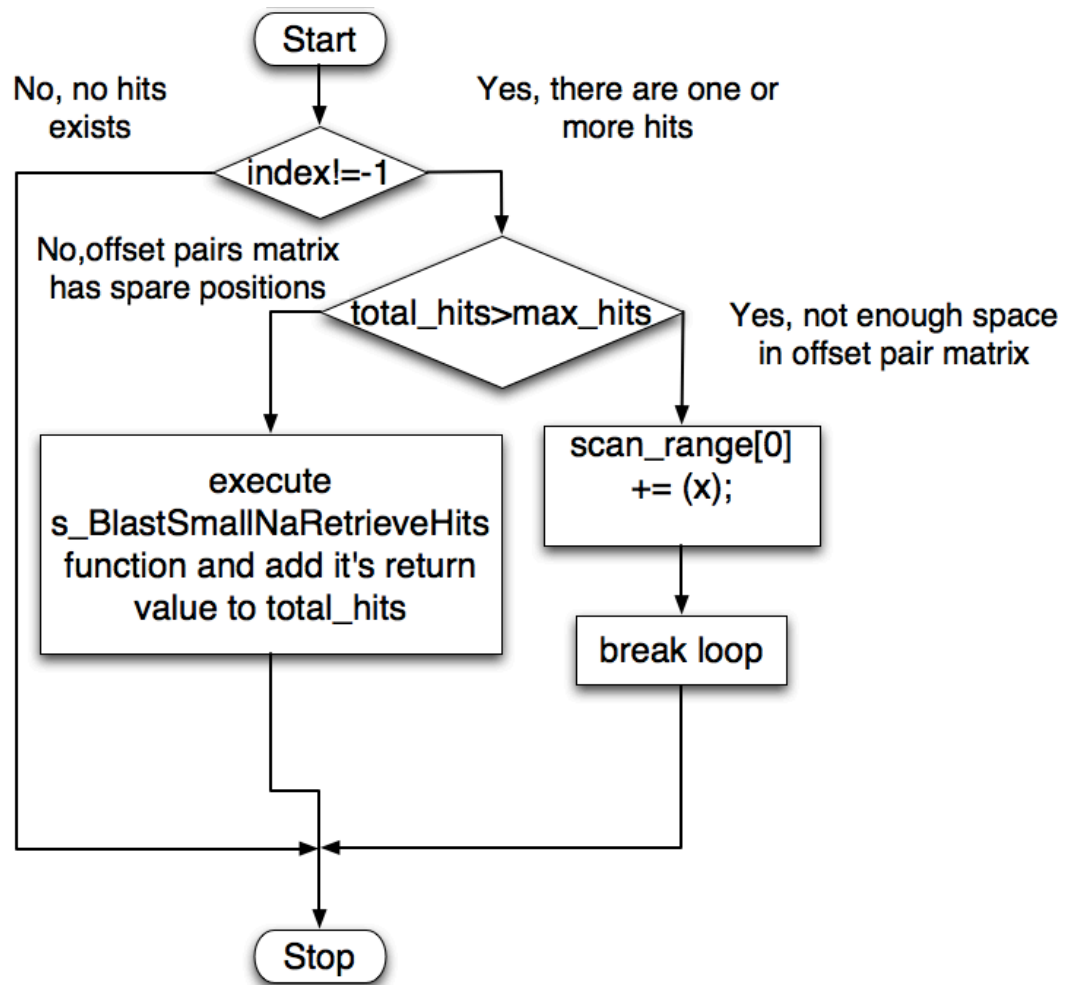 Start
No, no hits
exists
Yes, there are one or
more hits
index!=-1
No,offset pairs matrix
has spare positions
total_hits>max_hits
Yes, not enough space
in offset pair matrix
execute
s_BlastSmallNaRetrieveHits
function and add it's return
value to total_hits
scan_range[0]
+= (x);
break loop
Stop